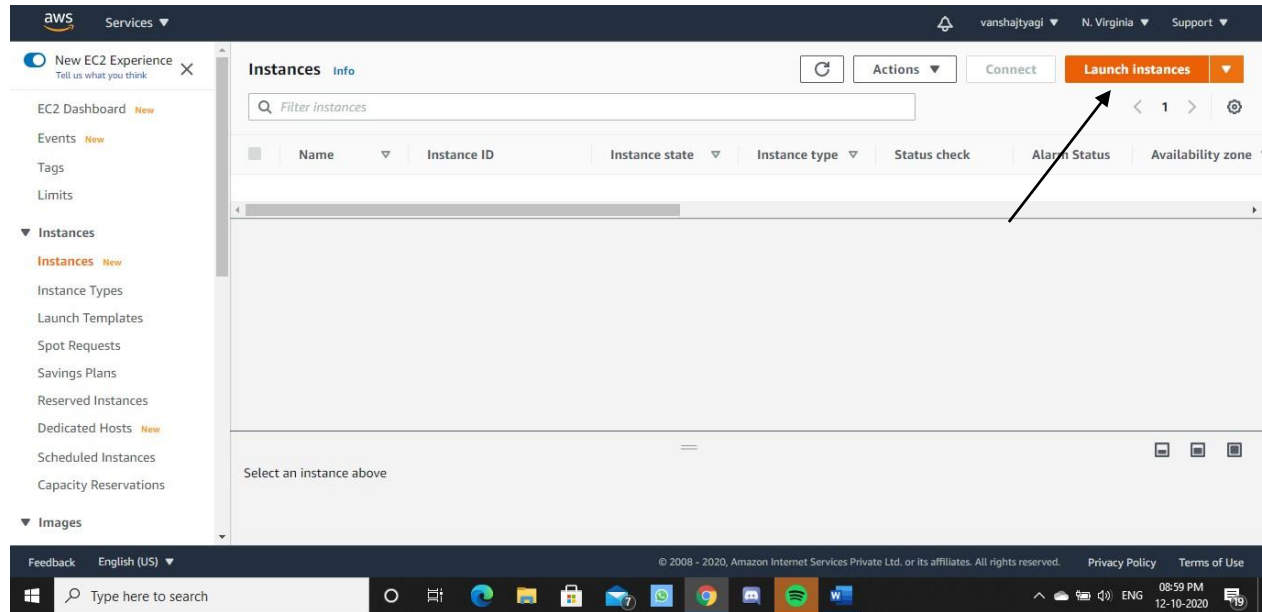 aws Services ▼ vanshajtyagi ▼ N. Virginia ▼ Support ▼
New EC2 Experience
Tell us what you think
EC2 Dashboard New
Events New
Tags
Limits
▼ Instances
Instances New
Instance Types
Launch Templates
Spot Requests
Savings Plans
Reserved Instances
Dedicated Hosts New
Scheduled Instances
Capacity Reservations
▼ Images
Instances Info
Actions ▼ Connect Launch instances ▼
Filter instances
< 1 >
Name Instance ID Instance state Instance type Status check Alarm Status Availability zone
Select an instance above
Feedback English (US) ▼ © 2008 - 2020, Amazon Internet Services Private Ltd. or its affiliates. All rights reserved. Privacy Policy Terms of Use
Type here to search
7
W
ENG
08:59 PM
12-10-2020
19